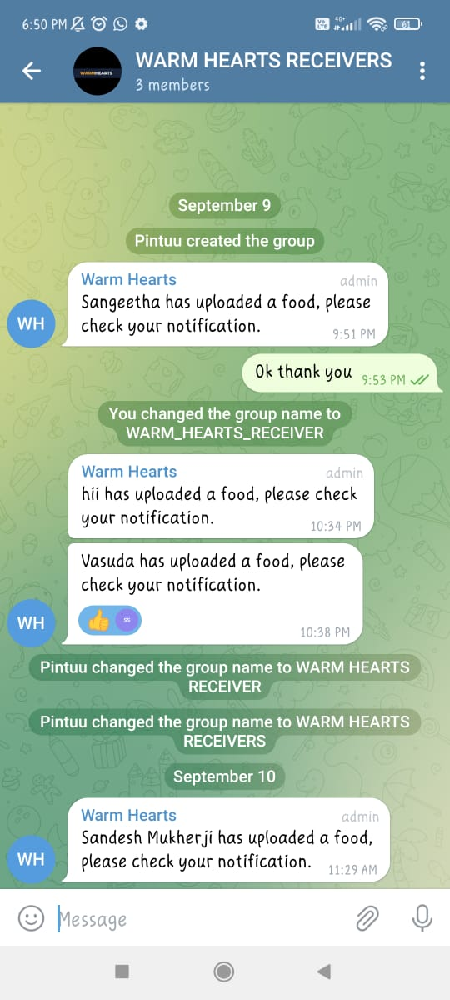 6:50 PM
Vo LTE
4G+
61
WARMHEARTS
WARM HEARTS RECEIVERS
3 members
September 9
Pintuu created the group
Warm Hearts
admin
WH
Sangeetha has uploaded a food, please
check your notification.
9:51 PM
Ok thank you
9:53 PM
You changed the group name to
WARM_HEARTS_RECEIVER
Warm Hearts
admin
hii has uploaded a food, please check
your notification.
10:34 PM
Vasuda has uploaded a food, please
check your notification.
WH
SS
10:38 PM
Pintuu changed the group name to WARM HEARTS
RECEIVER
Pintuu changed the group name to WARM HEARTS
RECEIVERS
September 10
Warm Hearts
admin
WH
Sandesh Mukherji has uploaded a food,
please check your notification.
11:29 AM
Message